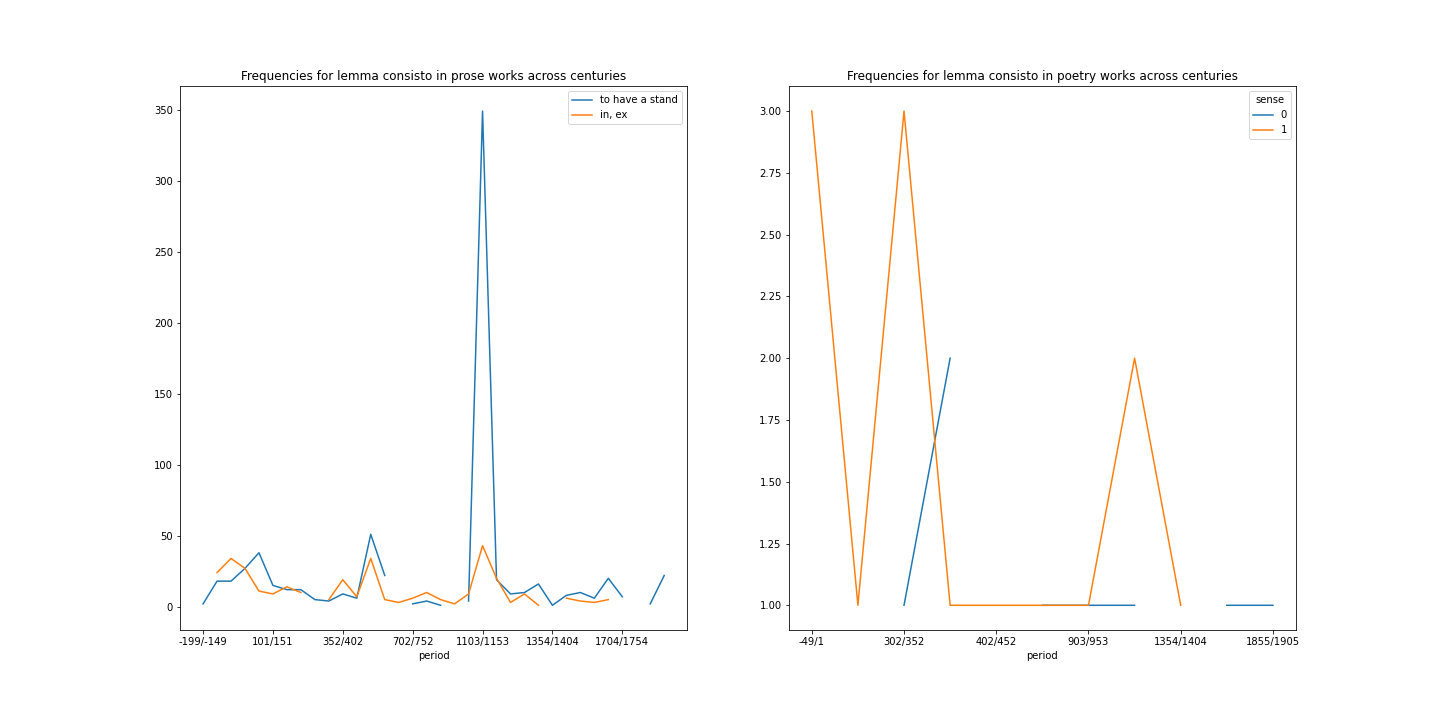 Frequencies for lemma consisto in prose works across centuries
to have a stand
in, ex
350
300
250
200
150
100
50
0
-199/-149 101/151 352/402 702/752 1103/1153 1354/1404 1704/1754
period
Frequencies for lemma consisto in poetry works across centuries
sense
0
1
3.00
2.75
2.50
2.25
2.00
1.75
1.50
1.25
1.00
-49/1 302/352 402/452 903/953 1354/1404 1855/1905
period